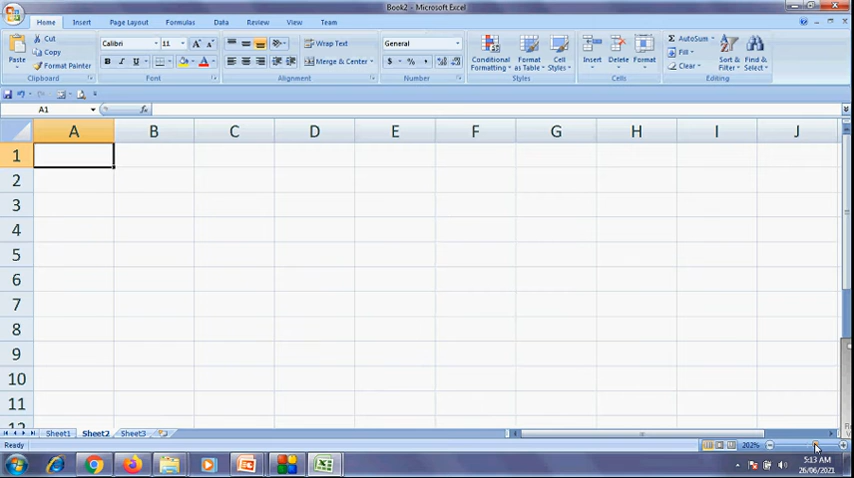 Book2 - Microsoft Excel
Home Insert Page Layout Formulas Data Review View Team
Paste Cut Copy Format Painter
Calibri 11
B I U
Wrap Text
Merge & Center
General
$ % ,
Conditional Formatting Format as Table Cell Styles
Insert Delete Format
AutoSum Fill Clear
Sort & Filter Find & Select
Clipboard Font Alignment Number Styles Cells Editing
A1 fx
A B C D E F G H I J
1
2
3
4
5
6
7
8
9
10
11
12
Sheet1 Sheet2 Sheet3
Ready 202%
5:13 AM
26/06/2021